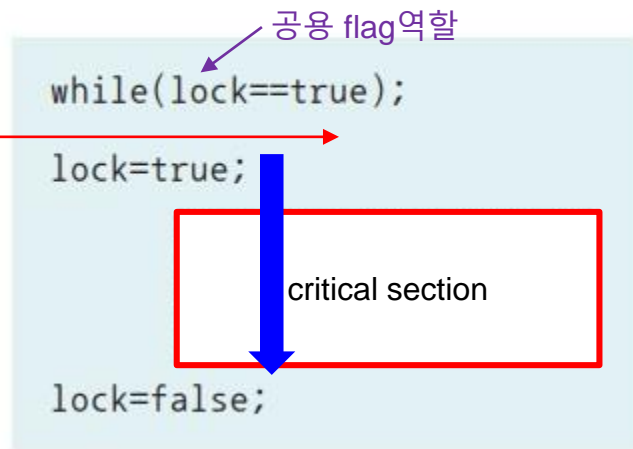 공용 flag역할
while(lock==true);
lock=true;
critical section
lock=false;